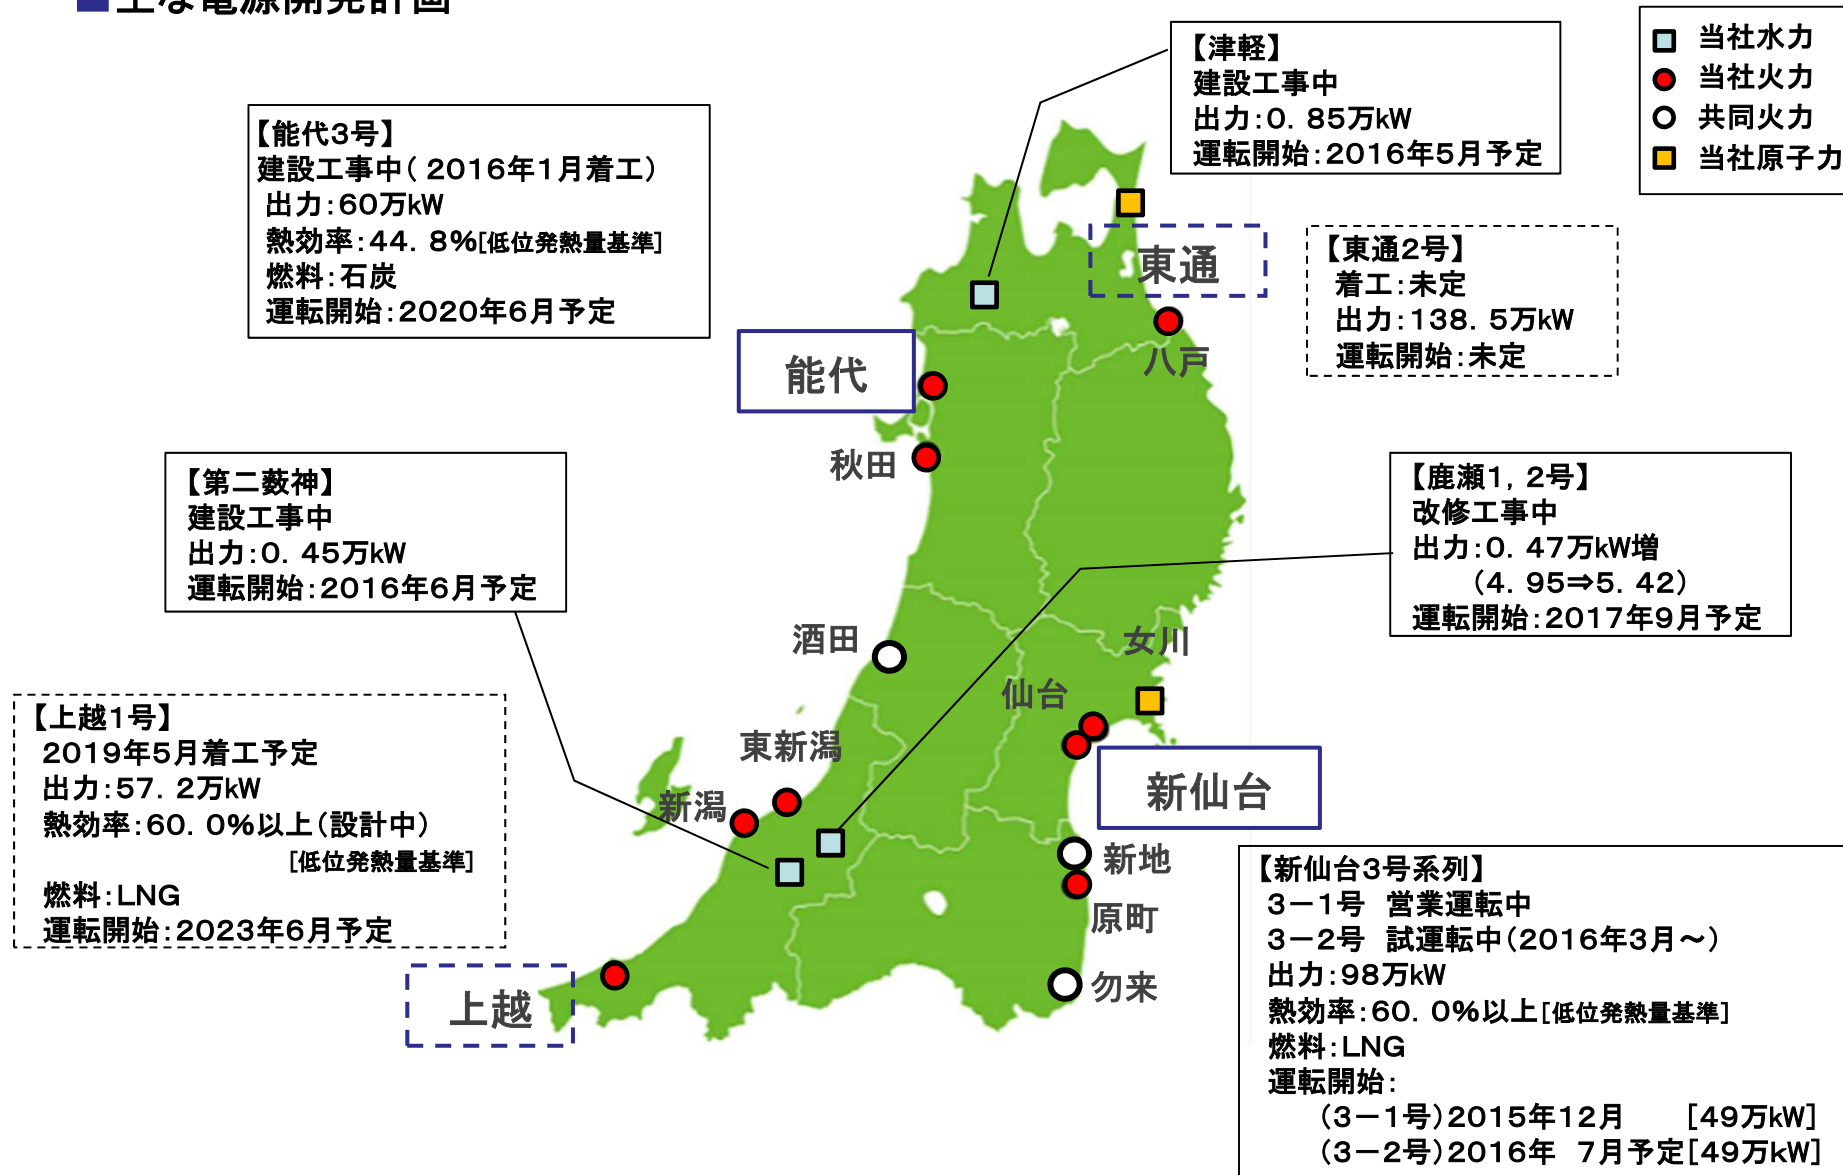 ■主な電源開発計画
当社水力
当社火力
共同火力
当社原子力
【津軽】
建設工事中
出力:0.85万kW
運転開始:2016年5月予定
【能代3号】
建設工事中(2016年1月着工)
出力:60万kW
熱効率:44.8%[低位発熱量基準]
燃料:石炭
運転開始:2020年6月予定
【東通2号】
着工:未定
出力:138.5万kW
運転開始:未定
東通
八戸
能代
秋田
【第二薮神】
建設工事中
出力:0.45万kW
運転開始:2016年6月予定
【鹿瀬1,2号】
改修工事中
出力:0.47万kW増
(4.95⇒5.42)
運転開始:2017年9月予定
酒田
女川
仙台
【上越1号】
2019年5月着工予定
出力:57.2万kW
熱効率:60.0%以上(設計中)
[低位発熱量基準]
燃料:LNG
運転開始:2023年6月予定
東新潟
新潟
新仙台
新地
原町
勿来
上越
【新仙台3号系列】
3-1号 営業運転中
3-2号 試運転中(2016年3月~)
出力:98万kW
熱効率:60.0%以上[低位発熱量基準]
燃料:LNG
運転開始:
(3-1号)2015年12月 [49万kW]
(3-2号)2016年 7月予定[49万kW]